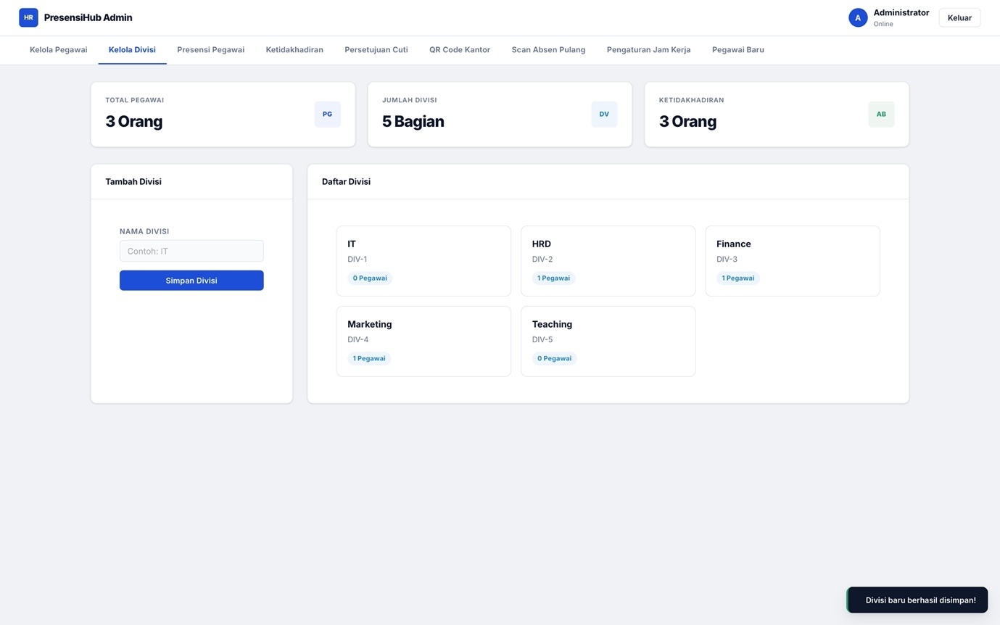 HR PresensiHub Admin
A Administrator
Online
Keluar
Kelola Pegawai Kelola Divisi Presensi Pegawai Ketidakhadiran Persetujuan Cuti QR Code Kantor Scan Absen Pulang Pengaturan Jam Kerja Pegawai Baru
TOTAL PEGAWAI
3 Orang
PG
JUMLAH DIVISI
5 Bagian
DV
KETIDAKHADIRAN
3 Orang
AB
Tambah Divisi
NAMA DIVISI
Contoh: IT
Simpan Divisi
Daftar Divisi
IT
DIV-1
0 Pegawai
HRD
DIV-2
1 Pegawai
Finance
DIV-3
1 Pegawai
Marketing
DIV-4
1 Pegawai
Teaching
DIV-5
0 Pegawai
Divisi baru berhasil disimpan!